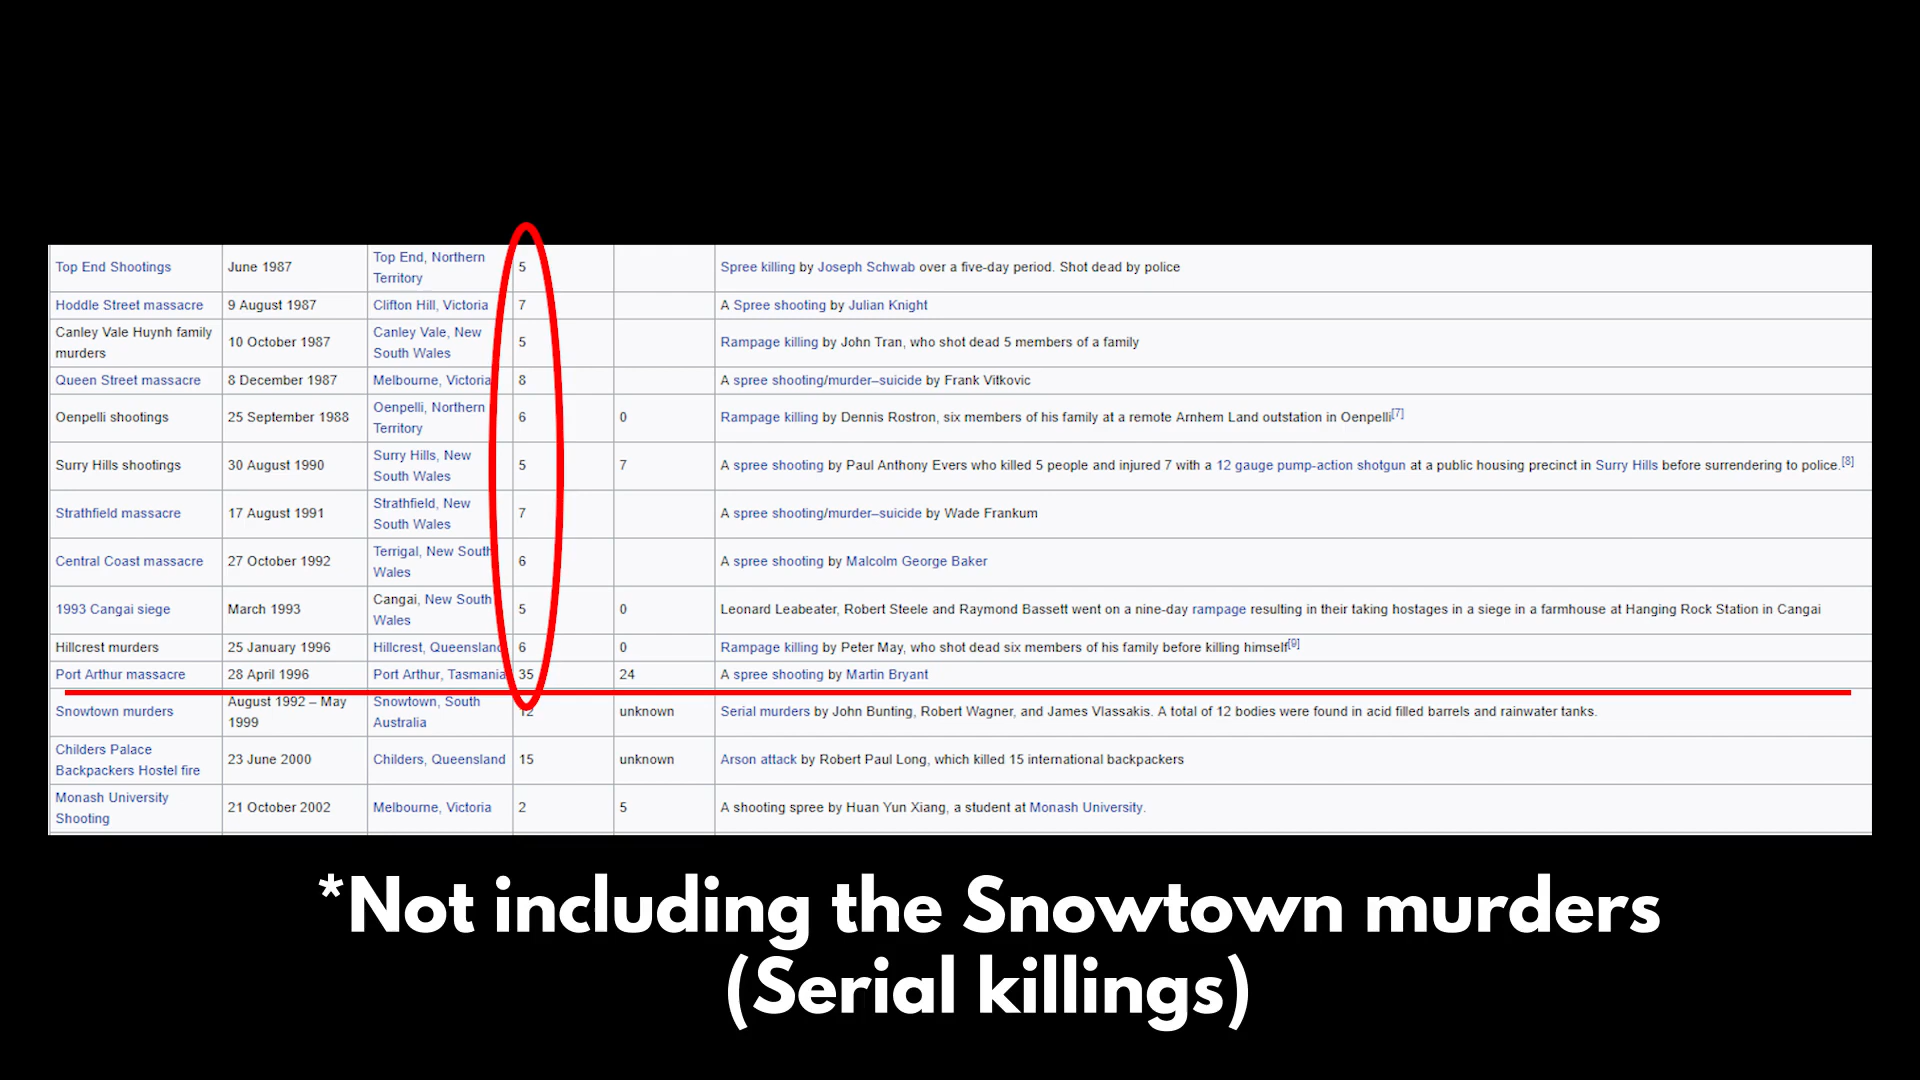 Top End Shootings June 1987 Top End, Northern Territory 5 Spree killing by Joseph Schwab over a five-day period. Shot dead by police
Hoddle Street massacre 9 August 1987 Clifton Hill, Victoria 7 A Spree shooting by Julian Knight
Canley Vale Huynh family murders 10 October 1987 Canley Vale, New South Wales 5 Rampage killing by John Tran, who shot dead 5 members of a family
Queen Street massacre 8 December 1987 Melbourne, Victoria 8 A spree shooting/murder–suicide by Frank Vitkovic
Oenpelli shootings 25 September 1988 Oenpelli, Northern Territory 6 0 Rampage killing by Dennis Rostron, six members of his family at a remote Arnhem Land outstation in Oenpelli[7]
Surry Hills shootings 30 August 1990 Surry Hills, New South Wales 5 7 A spree shooting by Paul Anthony Evers who killed 5 people and injured 7 with a 12 gauge pump-action shotgun at a public housing precinct in Surry Hills before surrendering to police.[8]
Strathfield massacre 17 August 1991 Strathfield, New South Wales 7 A spree shooting/murder–suicide by Wade Frankum
Central Coast massacre 27 October 1992 Terrigal, New South Wales 6 A spree shooting by Malcolm George Baker
1993 Cangai siege March 1993 Cangai, New South Wales 5 0 Leonard Leabeater, Robert Steele and Raymond Bassett went on a nine-day rampage resulting in their taking hostages in a siege in a farmhouse at Hanging Rock Station in Cangai
Hillcrest murders 25 January 1996 Hillcrest, Queensland 6 0 Rampage killing by Peter May, who shot dead six members of his family before killing himself[9]
Port Arthur massacre 28 April 1996 Port Arthur, Tasmania 35 24 A spree shooting by Martin Bryant
Snowtown murders August 1992 – May 1999 Snowtown, South Australia 12 unknown Serial murders by John Bunting, Robert Wagner, and James Vlassakis. A total of 12 bodies were found in acid filled barrels and rainwater tanks.
Childers Palace Backpackers Hostel fire 23 June 2000 Childers, Queensland 15 unknown Arson attack by Robert Paul Long, which killed 15 international backpackers
Monash University Shooting 21 October 2002 Melbourne, Victoria 2 5 A shooting spree by Huan Yun Xiang, a student at Monash University.
*Not including the Snowtown murders
(Serial killings)